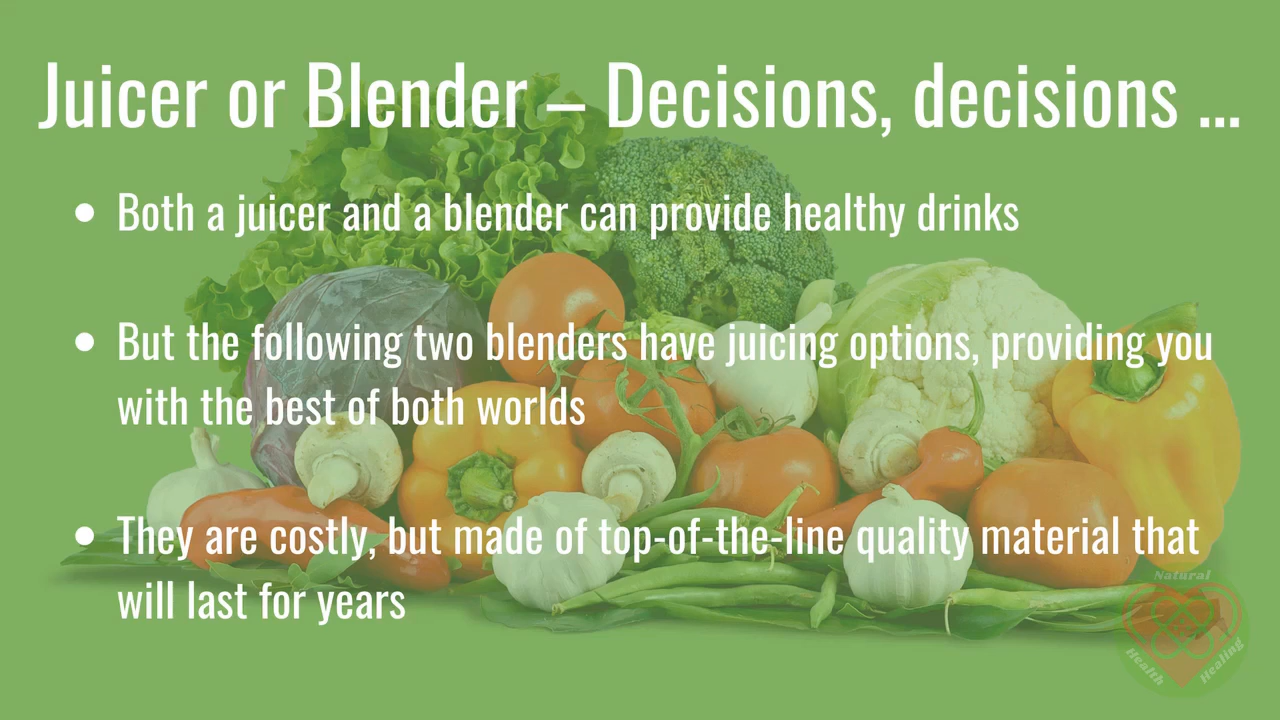 Juicer or Blender – Decisions, decisions ...
• Both a juicer and a blender can provide healthy drinks
• But the following two blenders have juicing options, providing you
with the best of both worlds
• They are costly, but made of top-of-the-line quality material that
will last for years
Natural
Health Healing